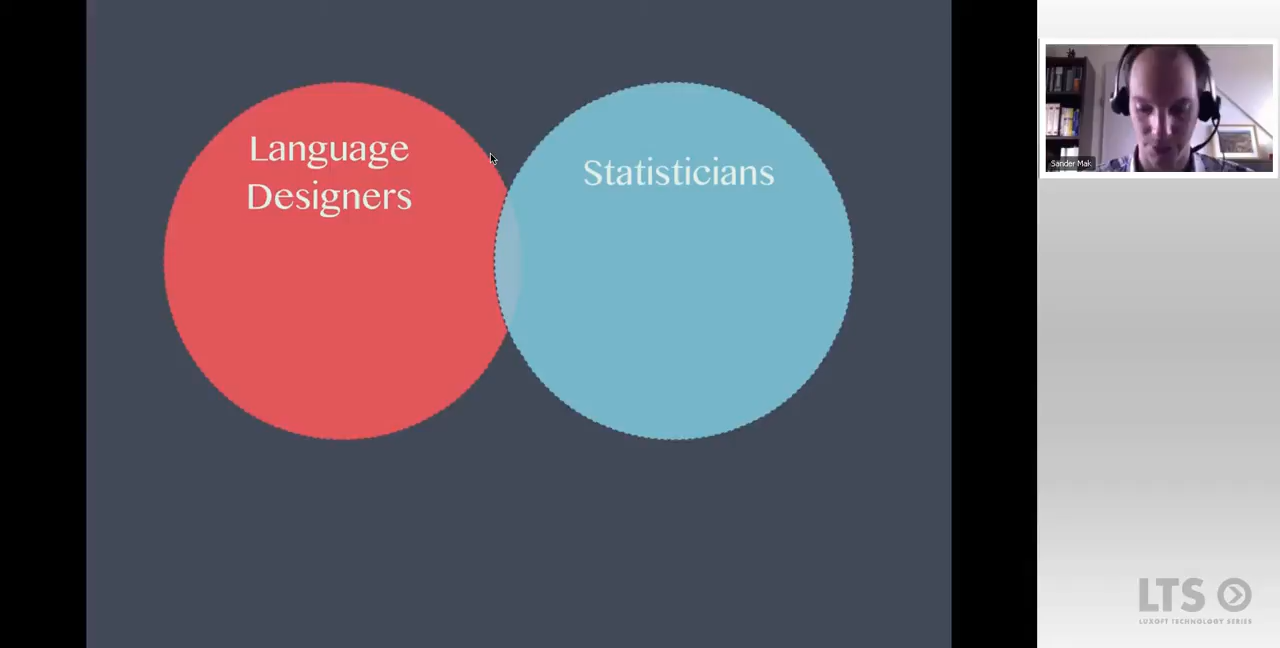 Language
Designers
Statisticians
Sander Mak
LTS
LUXOFT TECHNOLOGY SERIES